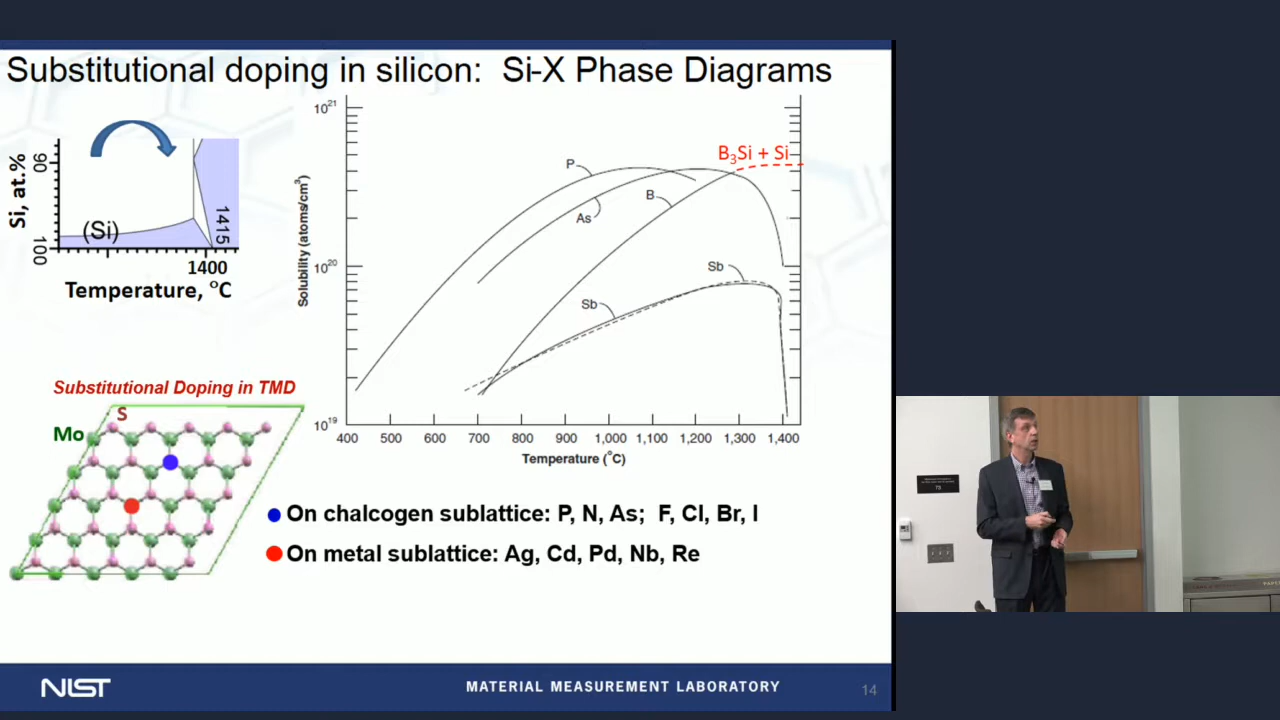 Substitutional doping in silicon: Si-X Phase Diagrams
Si, at.%
90
100
(Si)
1415
1400
Temperature, °C
Solubility (atoms/cm³)
10²¹
10²⁰
10¹⁹
P
As
B
B₃Si + Si
Sb
Sb
400 500 600 700 800 900 1,000 1,100 1,200 1,300 1,400
Temperature (°C)
Substitutional Doping in TMD
S
Mo
On chalcogen sublattice: P, N, As; F, Cl, Br, I
On metal sublattice: Ag, Cd, Pd, Nb, Re
NIST
MATERIAL MEASUREMENT LABORATORY
14